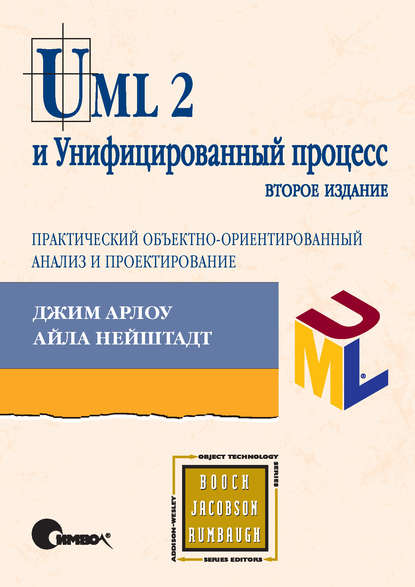 UML 2
и Унифицированный процесс
ВТОРОЕ ИЗДАНИЕ
ПРАКТИЧЕСКИЙ ОБЪЕКТНО-ОРИЕНТИРОВАННЫЙ
АНАЛИЗ И ПРОЕКТИРОВАНИЕ
ДЖИМ АРЛОУ
АЙЛА НЕЙШТАДТ
UML®
ADDISON-WESLEY
OBJECT TECHNOLOGY
SERIES
BOOCH
JACOBSON
RUMBAUGH
SERIES EDITORS
СИМВОЛ®